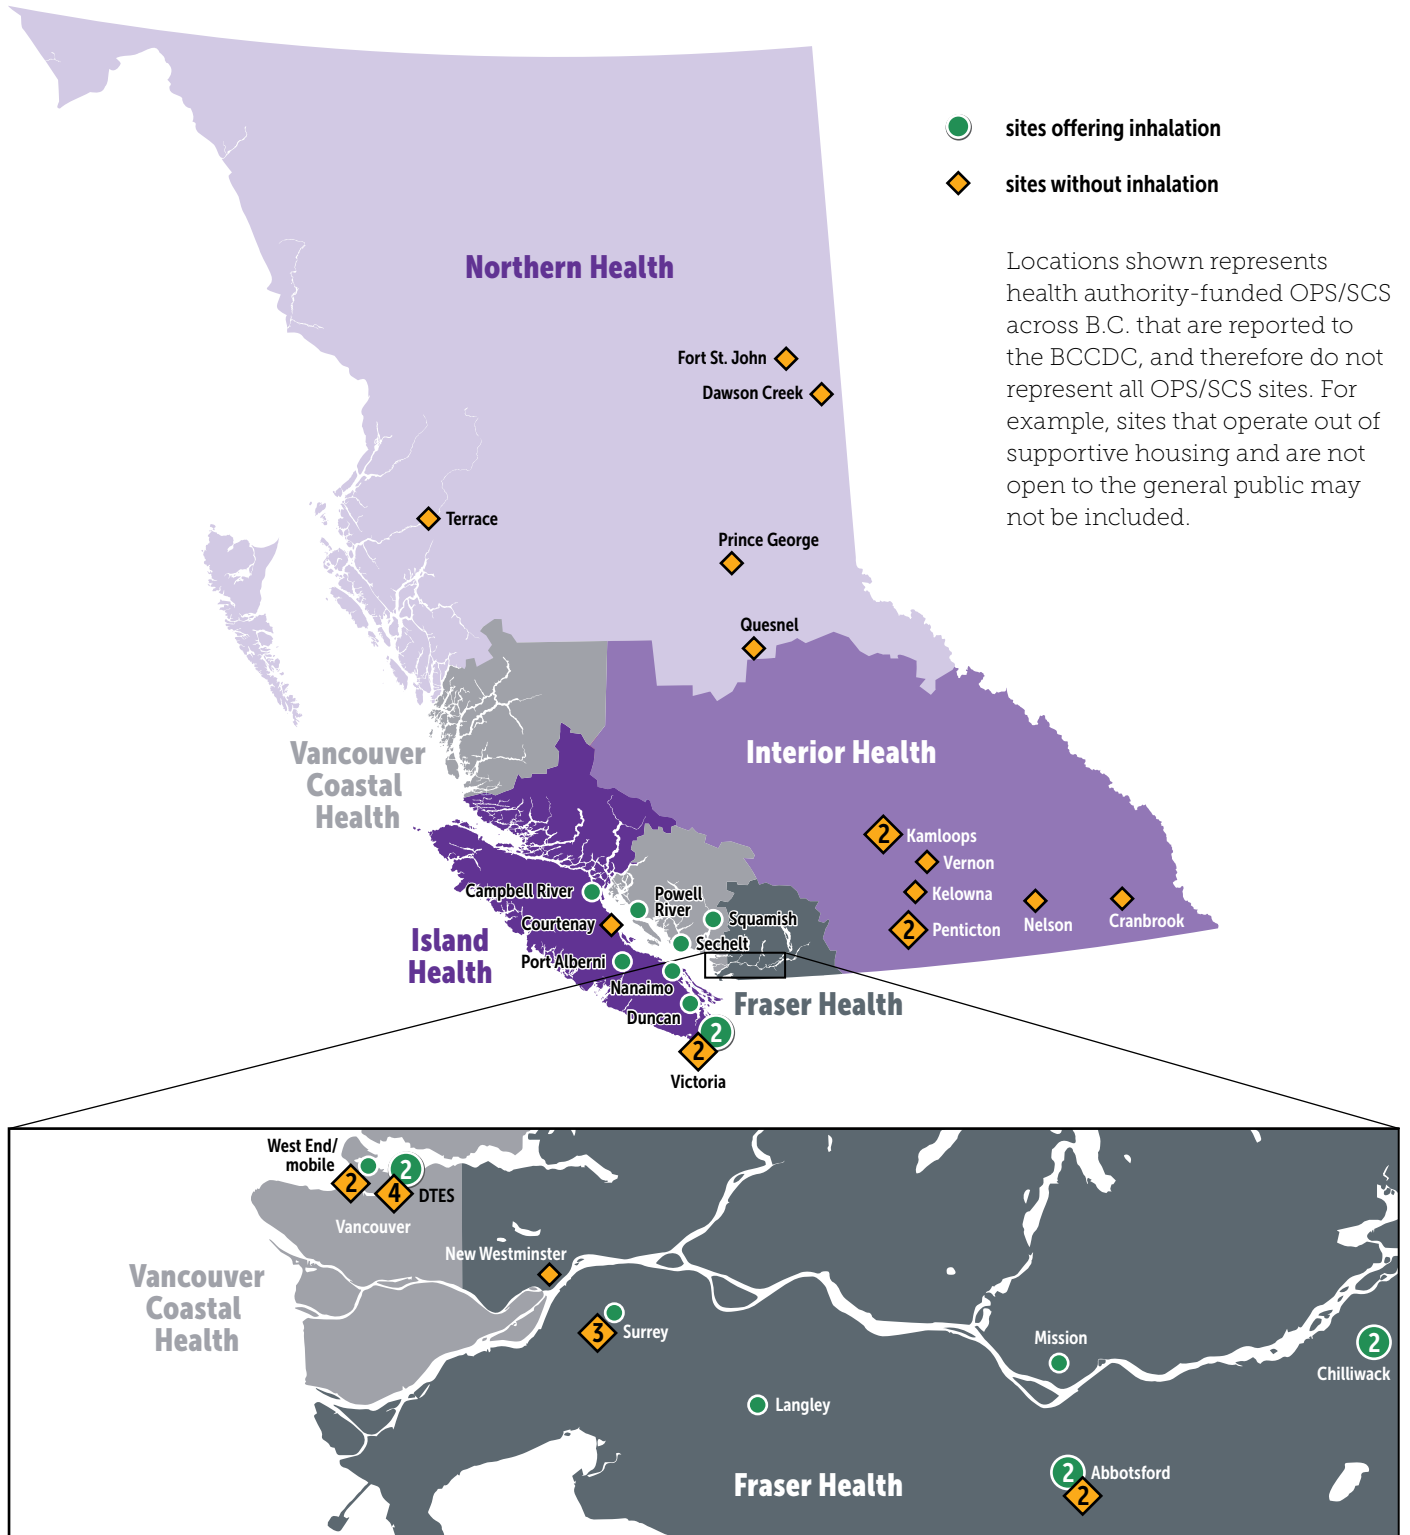 sites offering inhalation
sites without inhalation
Locations shown represents
health authority-funded OPS/SCS
across B.C. that are reported to
the BCCDC, and therefore do not
represent all OPS/SCS sites. For
example, sites that operate out of
supportive housing and are not
open to the general public may
not be included.
Northern Health
Fort St. John
Dawson Creek
Terrace
Prince George
Quesnel
Vancouver
Coastal
Health
Interior Health
2
Kamloops
Vernon
Kelowna
2
Penticton
Nelson
Cranbrook
Campbell River
Powell
River
Squamish
Courtenay
Sechelt
Island
Health
Port Alberni
Nanaimo
Duncan
Fraser Health
2
2
Victoria
West End/
mobile
2
2
4
DTES
Vancouver
New Westminster
Vancouver
Coastal
Health
3
Surrey
Mission
2
Chilliwack
Langley
2
Abbotsford
2
Fraser Health